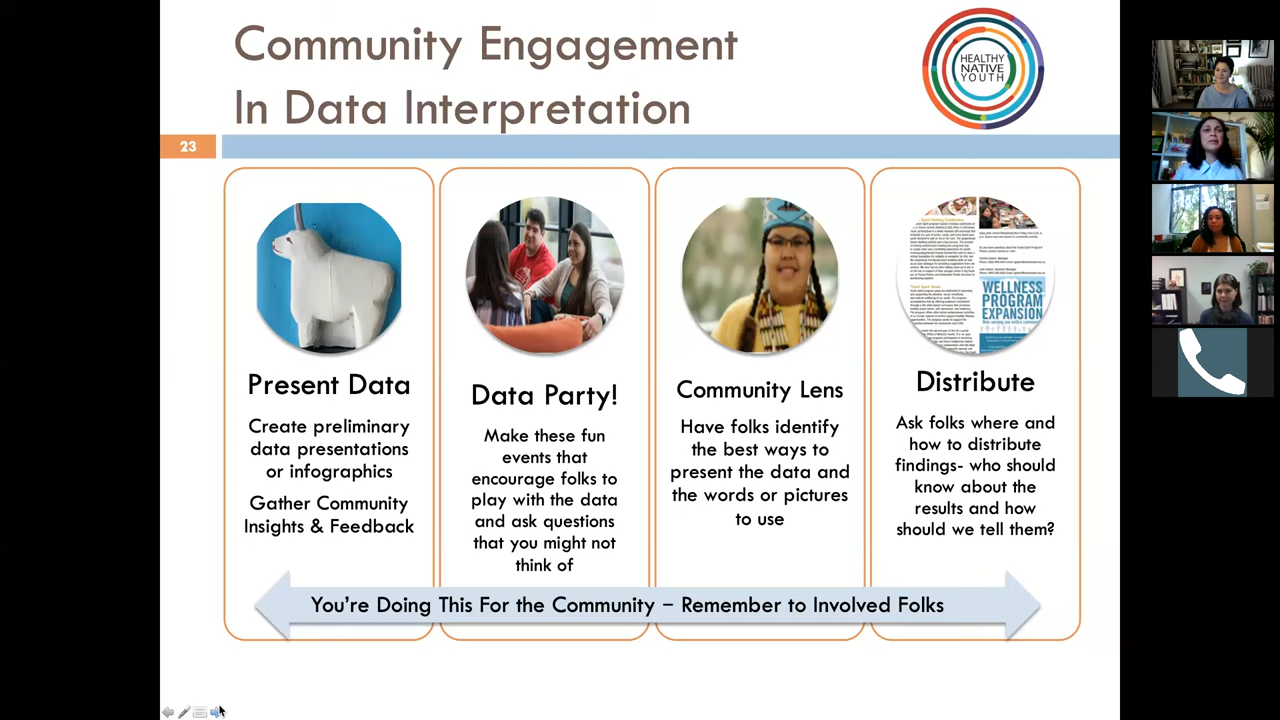 Community Engagement
In Data Interpretation
HEALTHY
NATIVE
YOUTH
23
Present Data
Create preliminary
data presentations
or infographics
Gather Community
Insights & Feedback
Data Party!
Make these fun
events that
encourage folks to
play with the data
and ask questions
that you might not
think of
Community Lens
Have folks identify
the best ways to
present the data and
the words or pictures
to use
WELLNESS
PROGRAM
EXPANSION
Distribute
Ask folks where and
how to distribute
findings- who should
know about the
results and how
should we tell them?
You're Doing This For the Community – Remember to Involved Folks